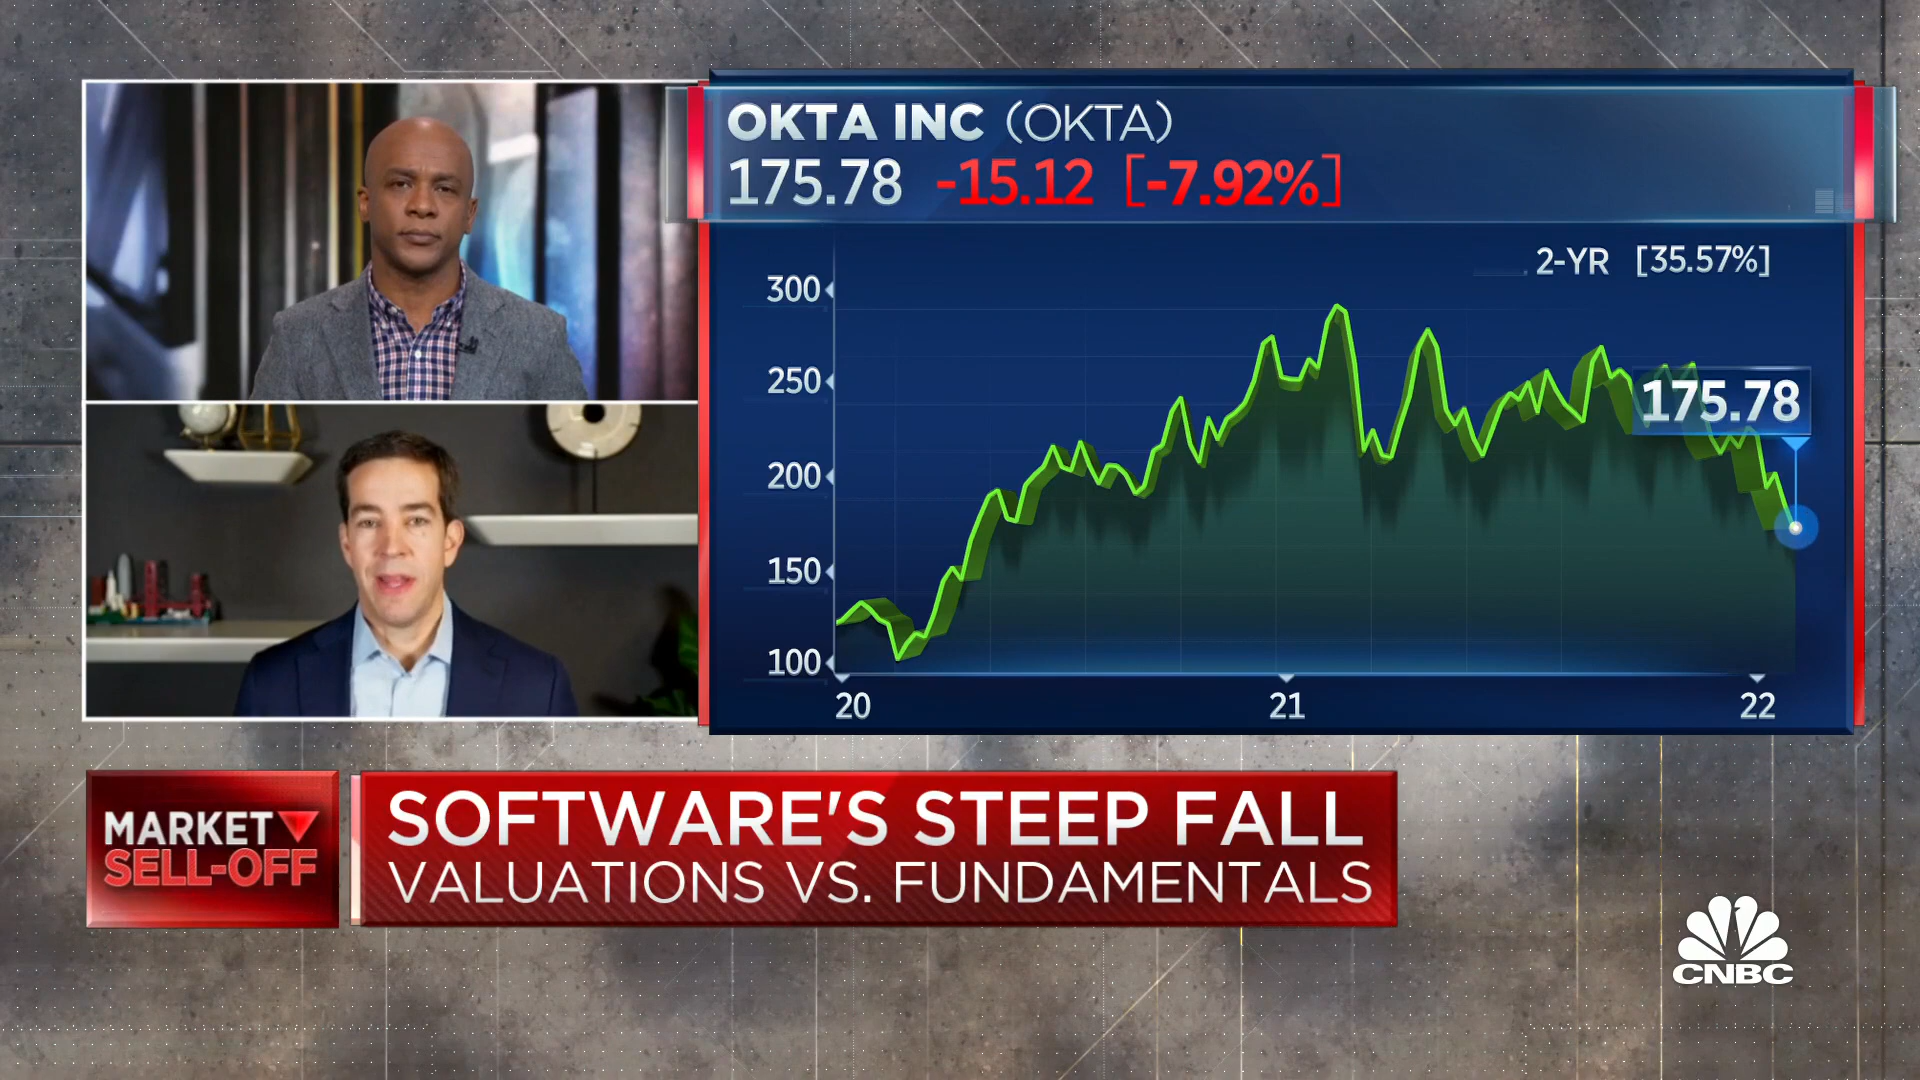 OKTA INC (OKTA)
175.78 -15.12 [-7.92%]
2-YR [35.57%]
300
250
200
150
100
175.78
20 21 22
MARKET
SELL-OFF
SOFTWARE'S STEEP FALL
VALUATIONS VS. FUNDAMENTALS
CNBC